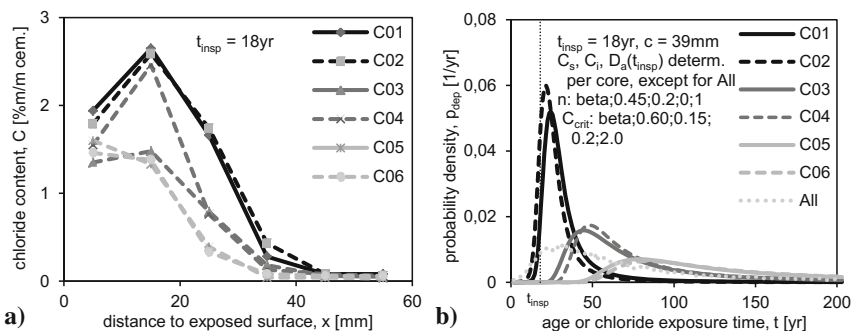 a)
chloride content, C [%m/m cem.]
3
2
1
0
0 20 40 60
distance to exposed surface, x [mm]
t_insp = 18yr
C01
C02
C03
C04
C05
C06
b)
probability density, p_dep [1/yr]
0,08
0,06
0,04
0,02
0
0 t_insp 50 100 150 200
age or chloride exposure time, t [yr]
t_insp = 18yr, c = 39mm
C_s, C_i, D_a(t_insp) determ.
per core, except for All
n: beta;0.45;0.2;0;1
C_crit: beta;0.60;0.15;
0.2;2.0
C01
C02
C03
C04
C05
C06
All